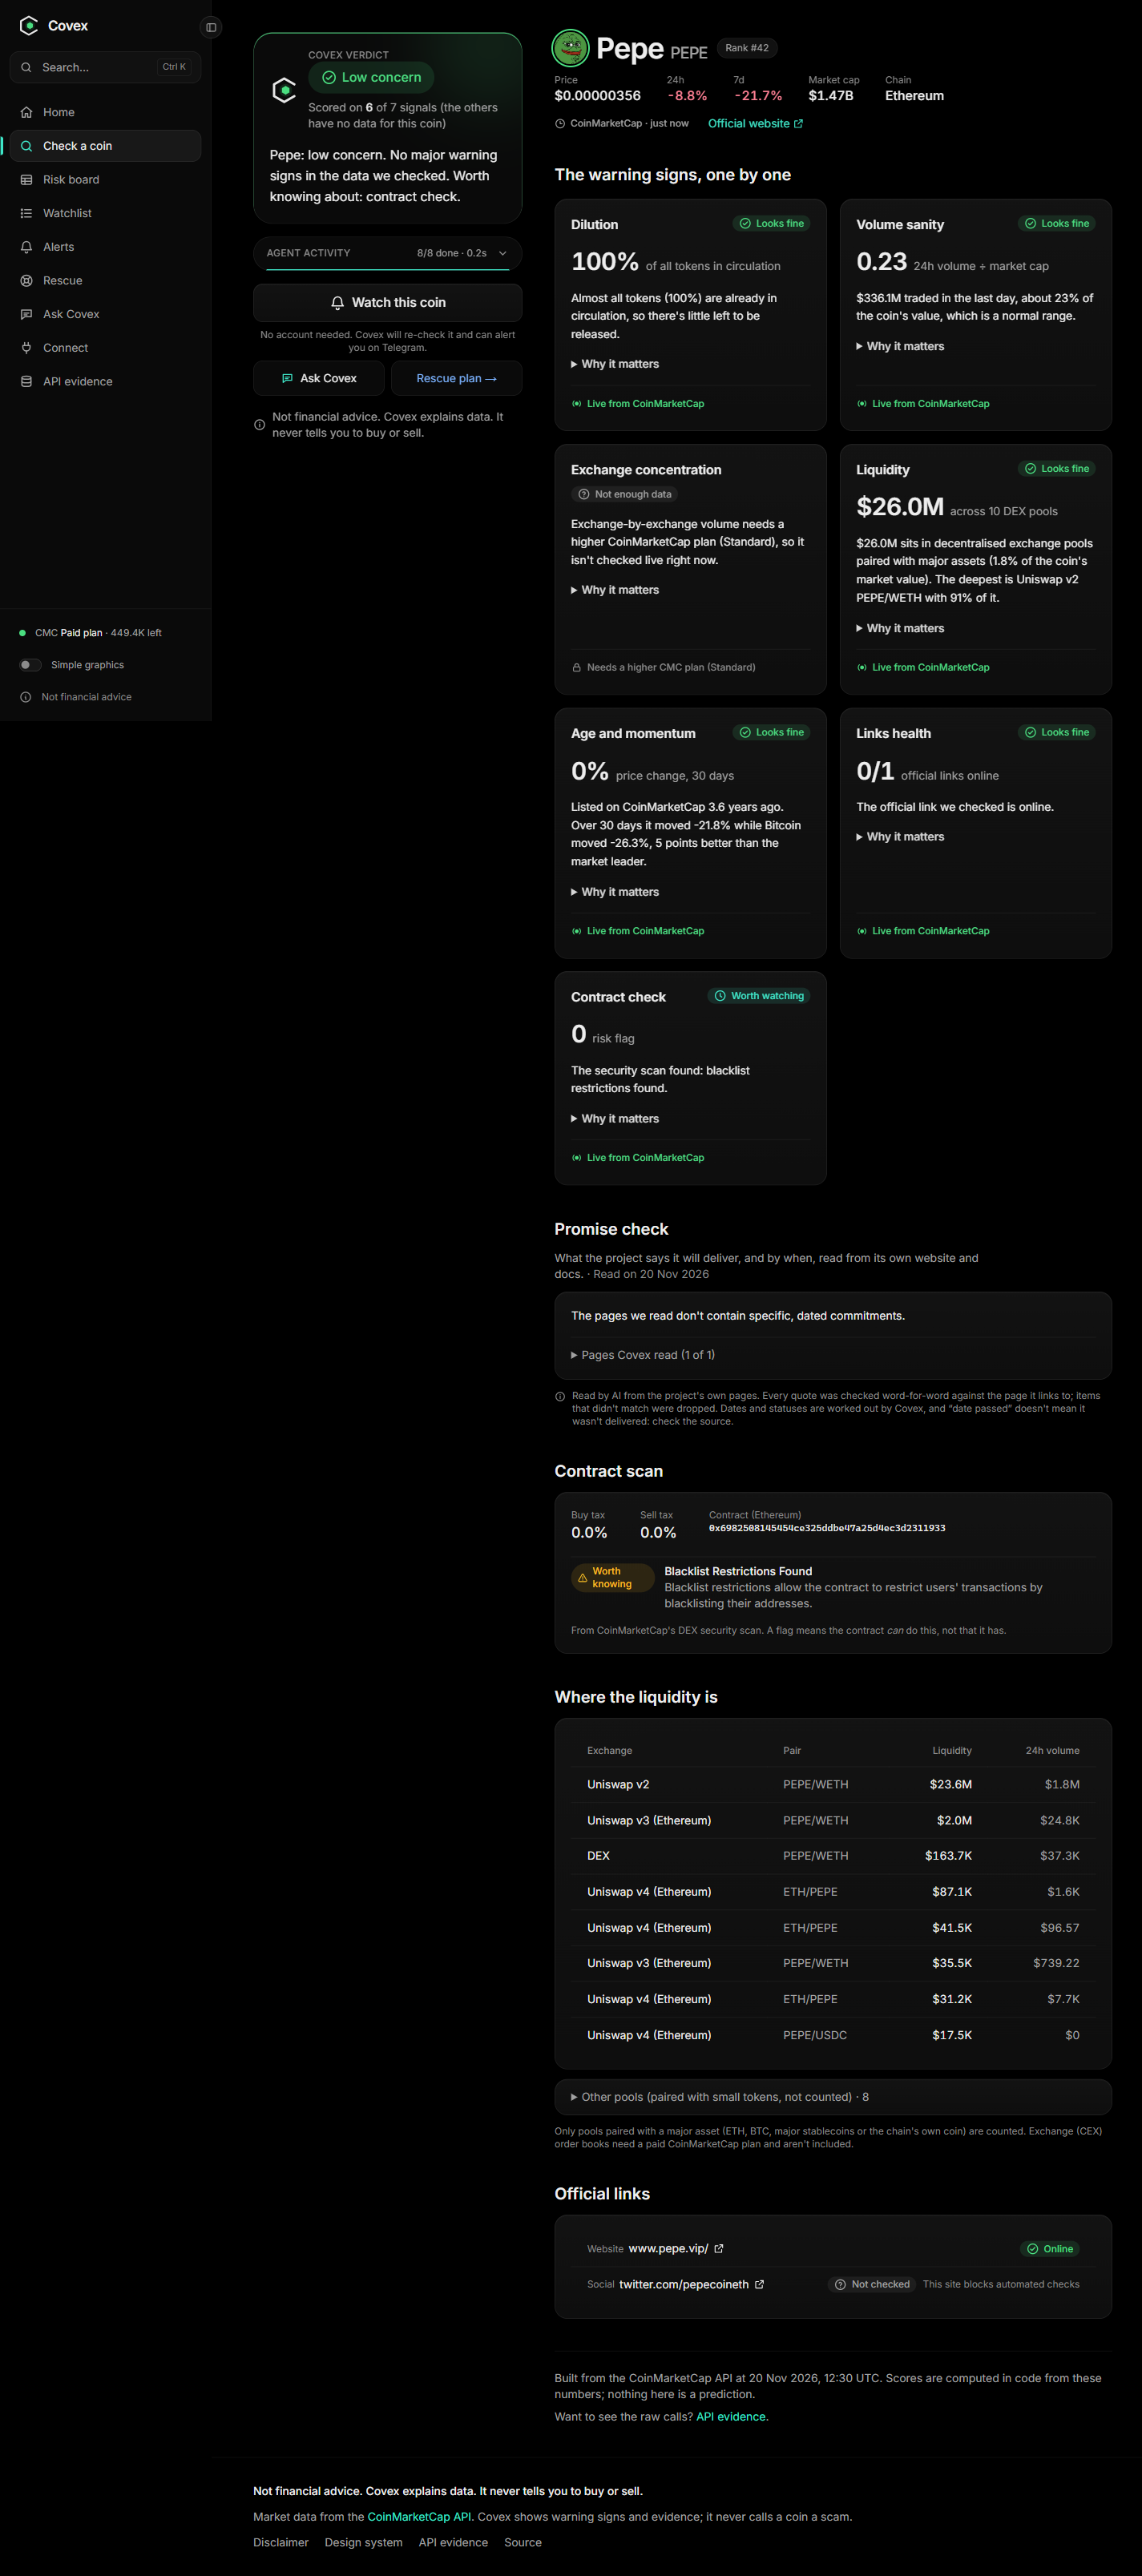 Covex
Search...
Ctrl K
Home
Check a coin
Risk board
Watchlist
Alerts
Rescue
Ask Covex
Connect
API evidence
CMC Paid plan · 449.4K left
Simple graphics
Not financial advice
COVEX VERDICT
Low concern
Scored on 6 of 7 signals (the others
have no data for this coin)
Pepe: low concern. No major warning
signs in the data we checked. Worth
knowing about: contract check.
AGENT ACTIVITY
8/8 done · 0.2s
Watch this coin
No account needed. Covex will re-check it and can alert
you on Telegram.
Ask Covex
Rescue plan →
Not financial advice. Covex explains data. It
never tells you to buy or sell.
Pepe PEPE
Rank #42
Price
$0.00000356
24h
-8.8%
7d
-21.7%
Market cap
$1.47B
Chain
Ethereum
CoinMarketCap · just now
Official website
The warning signs, one by one
Dilution
Looks fine
100% of all tokens in circulation
Almost all tokens (100%) are already in
circulation, so there's little left to be
released.
Why it matters
Live from CoinMarketCap
Volume sanity
Looks fine
0.23 24h volume ÷ market cap
$336.1M traded in the last day, about 23% of
the coin's value, which is a normal range.
Why it matters
Live from CoinMarketCap
Exchange concentration
Not enough data
Exchange-by-exchange volume needs a
higher CoinMarketCap plan (Standard), so it
isn't checked live right now.
Why it matters
Needs a higher CMC plan (Standard)
Liquidity
Looks fine
$26.0M across 10 DEX pools
$26.0M sits in decentralised exchange pools
paired with major assets (1.8% of the coin's
market value). The deepest is Uniswap v2
PEPE/WETH with 91% of it.
Why it matters
Live from CoinMarketCap
Age and momentum
Looks fine
0% price change, 30 days
Listed on CoinMarketCap 3.6 years ago.
Over 30 days it moved -21.8% while Bitcoin
moved -26.3%, 5 points better than the
market leader.
Why it matters
Live from CoinMarketCap
Links health
Looks fine
0/1 official links online
The official link we checked is online.
Why it matters
Live from CoinMarketCap
Contract check
Worth watching
0 risk flag
The security scan found: blacklist
restrictions found.
Why it matters
Live from CoinMarketCap
Promise check
What the project says it will deliver, and by when, read from its own website and
docs. · Read on 20 Nov 2026
The pages we read don't contain specific, dated commitments.
Pages Covex read (1 of 1)
Read by AI from the project's own pages. Every quote was checked word-for-word against the page it links to; items
that didn't match were dropped. Dates and statuses are worked out by Covex, and "date passed" doesn't mean it
wasn't delivered: check the source.
Contract scan
Buy tax
0.0%
Sell tax
0.0%
Contract (Ethereum)
0x6982508145454ce325ddbe47a25d4ec3d2311933
Worth
knowing
Blacklist Restrictions Found
Blacklist restrictions allow the contract to restrict users' transactions by
blacklisting their addresses.
From CoinMarketCap's DEX security scan. A flag means the contract can do this, not that it has.
Where the liquidity is
Exchange Pair Liquidity 24h volume
Uniswap v2 PEPE/WETH $23.6M $1.8M
Uniswap v3 (Ethereum) PEPE/WETH $2.0M $24.8K
DEX PEPE/WETH $163.7K $37.3K
Uniswap v4 (Ethereum) ETH/PEPE $87.1K $1.6K
Uniswap v4 (Ethereum) ETH/PEPE $41.5K $96.57
Uniswap v3 (Ethereum) PEPE/WETH $35.5K $739.22
Uniswap v4 (Ethereum) ETH/PEPE $31.2K $7.7K
Uniswap v4 (Ethereum) PEPE/USDC $17.5K $0
Other pools (paired with small tokens, not counted) · 8
Only pools paired with a major asset (ETH, BTC, major stablecoins or the chain's own coin) are counted. Exchange (CEX)
order books need a paid CoinMarketCap plan and aren't included.
Official links
Website www.pepe.vip/
Online
Social twitter.com/pepecoineth
Not checked
This site blocks automated checks
Built from the CoinMarketCap API at 20 Nov 2026, 12:30 UTC. Scores are computed in code from these
numbers; nothing here is a prediction.
Want to see the raw calls? API evidence.
Not financial advice. Covex explains data. It never tells you to buy or sell.
Market data from the CoinMarketCap API. Covex shows warning signs and evidence; it never calls a coin a scam.
Disclaimer Design system API evidence Source